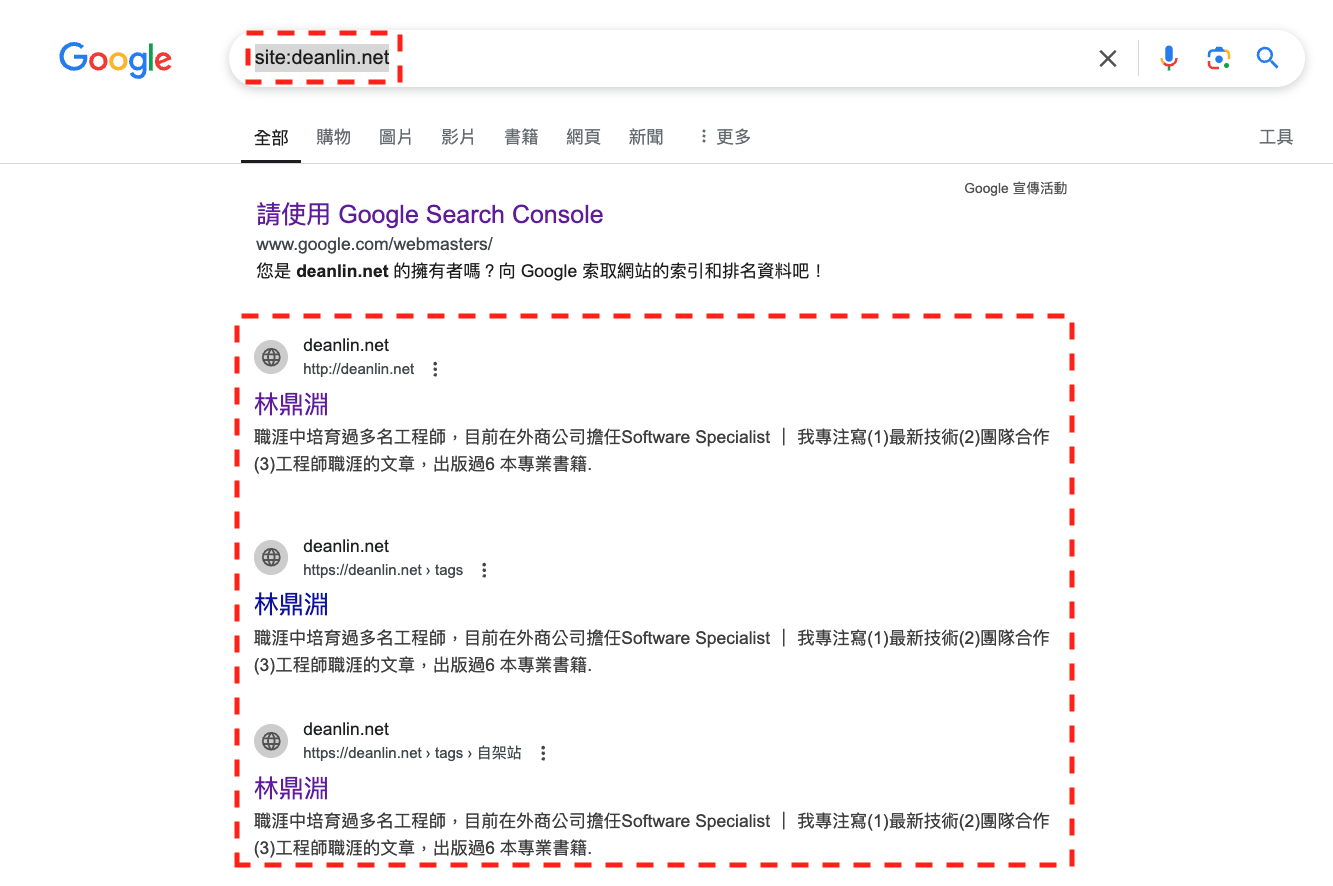 Google
site:deanlin.net
全部 購物 圖片 影片 書籍 網頁 新聞 ⋮ 更多 工具
Google 宣傳活動
請使用 Google Search Console
www.google.com/webmasters/
您是 deanlin.net 的擁有者嗎？向 Google 索取網站的索引和排名資料吧！
deanlin.net
http://deanlin.net
林鼎淵
職涯中培育過多名工程師，目前在外商公司擔任Software Specialist ｜ 我專注寫(1)最新技術(2)團隊合作
(3)工程師職涯的文章，出版過6 本專業書籍.
deanlin.net
https://deanlin.net › tags
林鼎淵
職涯中培育過多名工程師，目前在外商公司擔任Software Specialist ｜ 我專注寫(1)最新技術(2)團隊合作
(3)工程師職涯的文章，出版過6 本專業書籍.
deanlin.net
https://deanlin.net › tags › 自架站
林鼎淵
職涯中培育過多名工程師，目前在外商公司擔任Software Specialist ｜ 我專注寫(1)最新技術(2)團隊合作
(3)工程師職涯的文章，出版過6 本專業書籍.